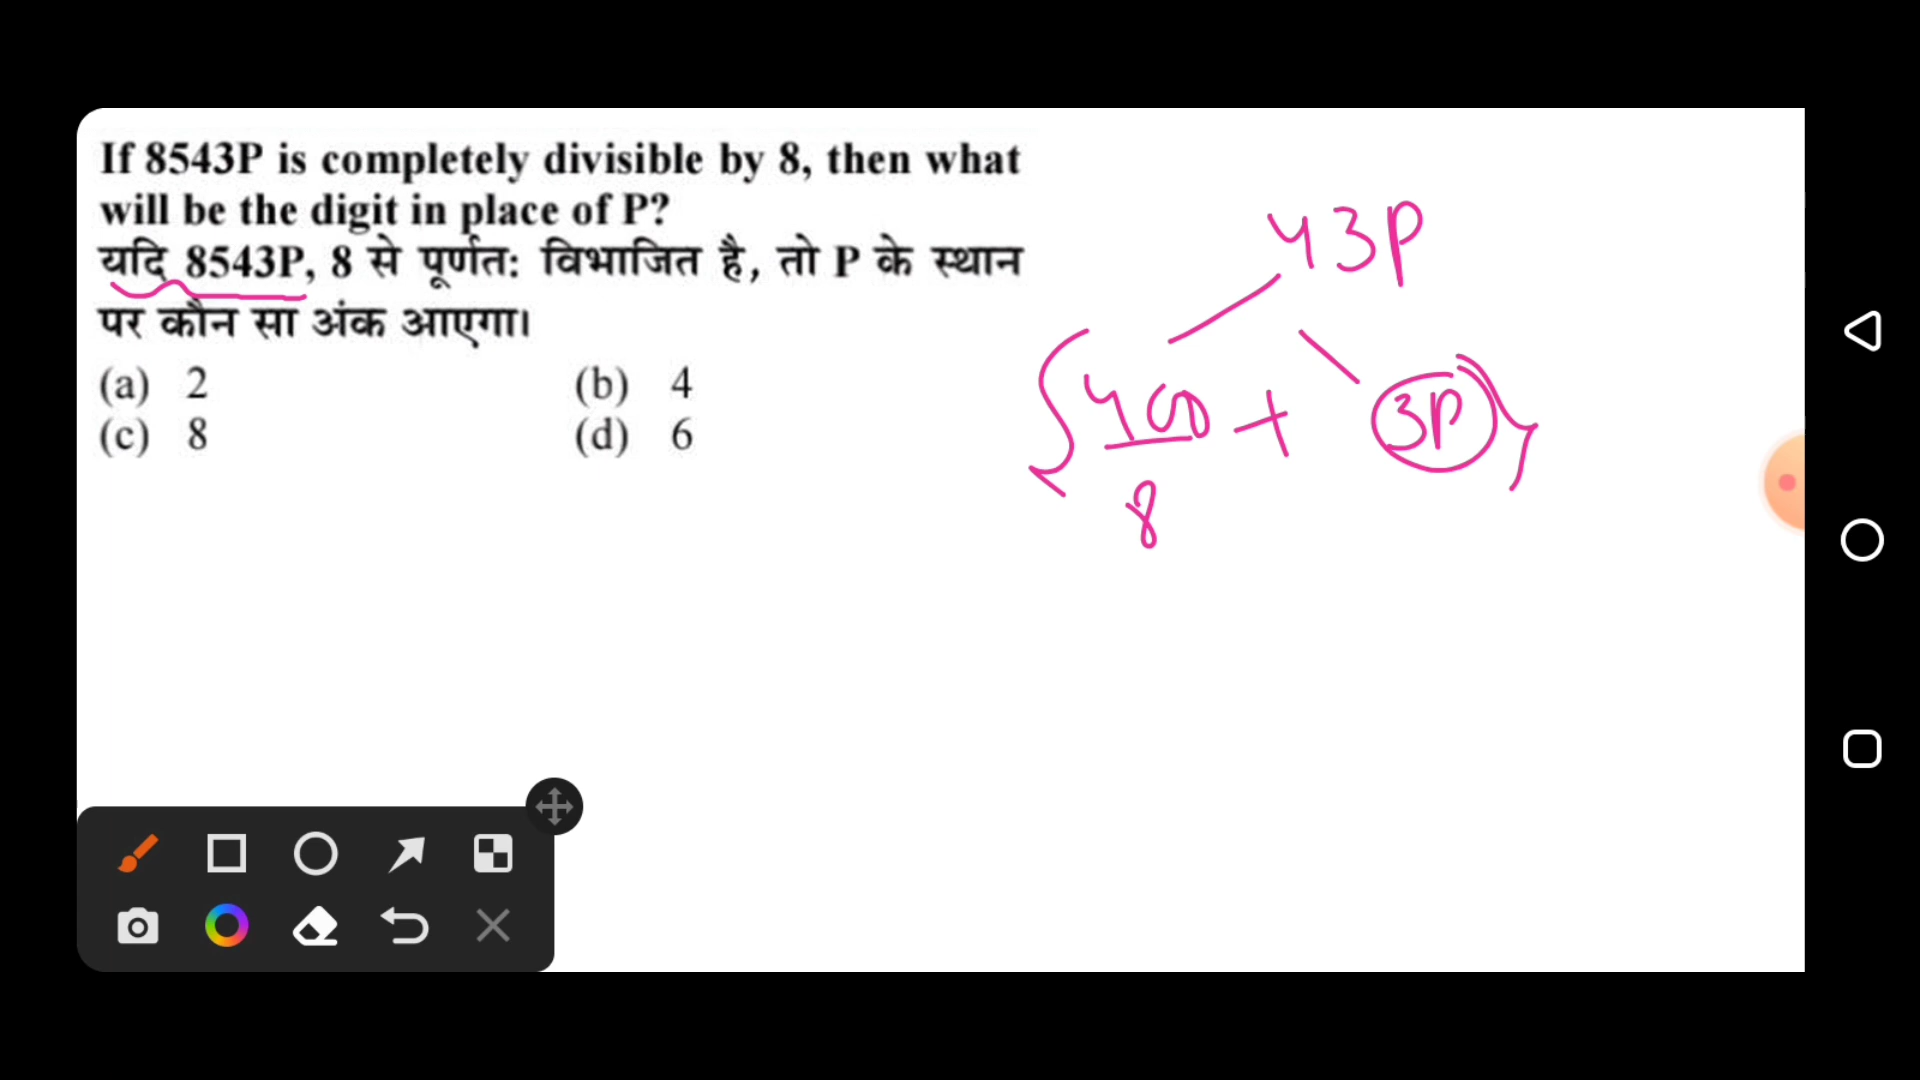 If 8543P is completely divisible by 8, then what
will be the digit in place of P?
यदि 8543P, 8 से पूर्णत: विभाजित है, तो P के स्थान
पर कौन सा अंक आएगा।
(a) 2 (b) 4
(c) 8 (d) 6
43P
400 + 3P
8